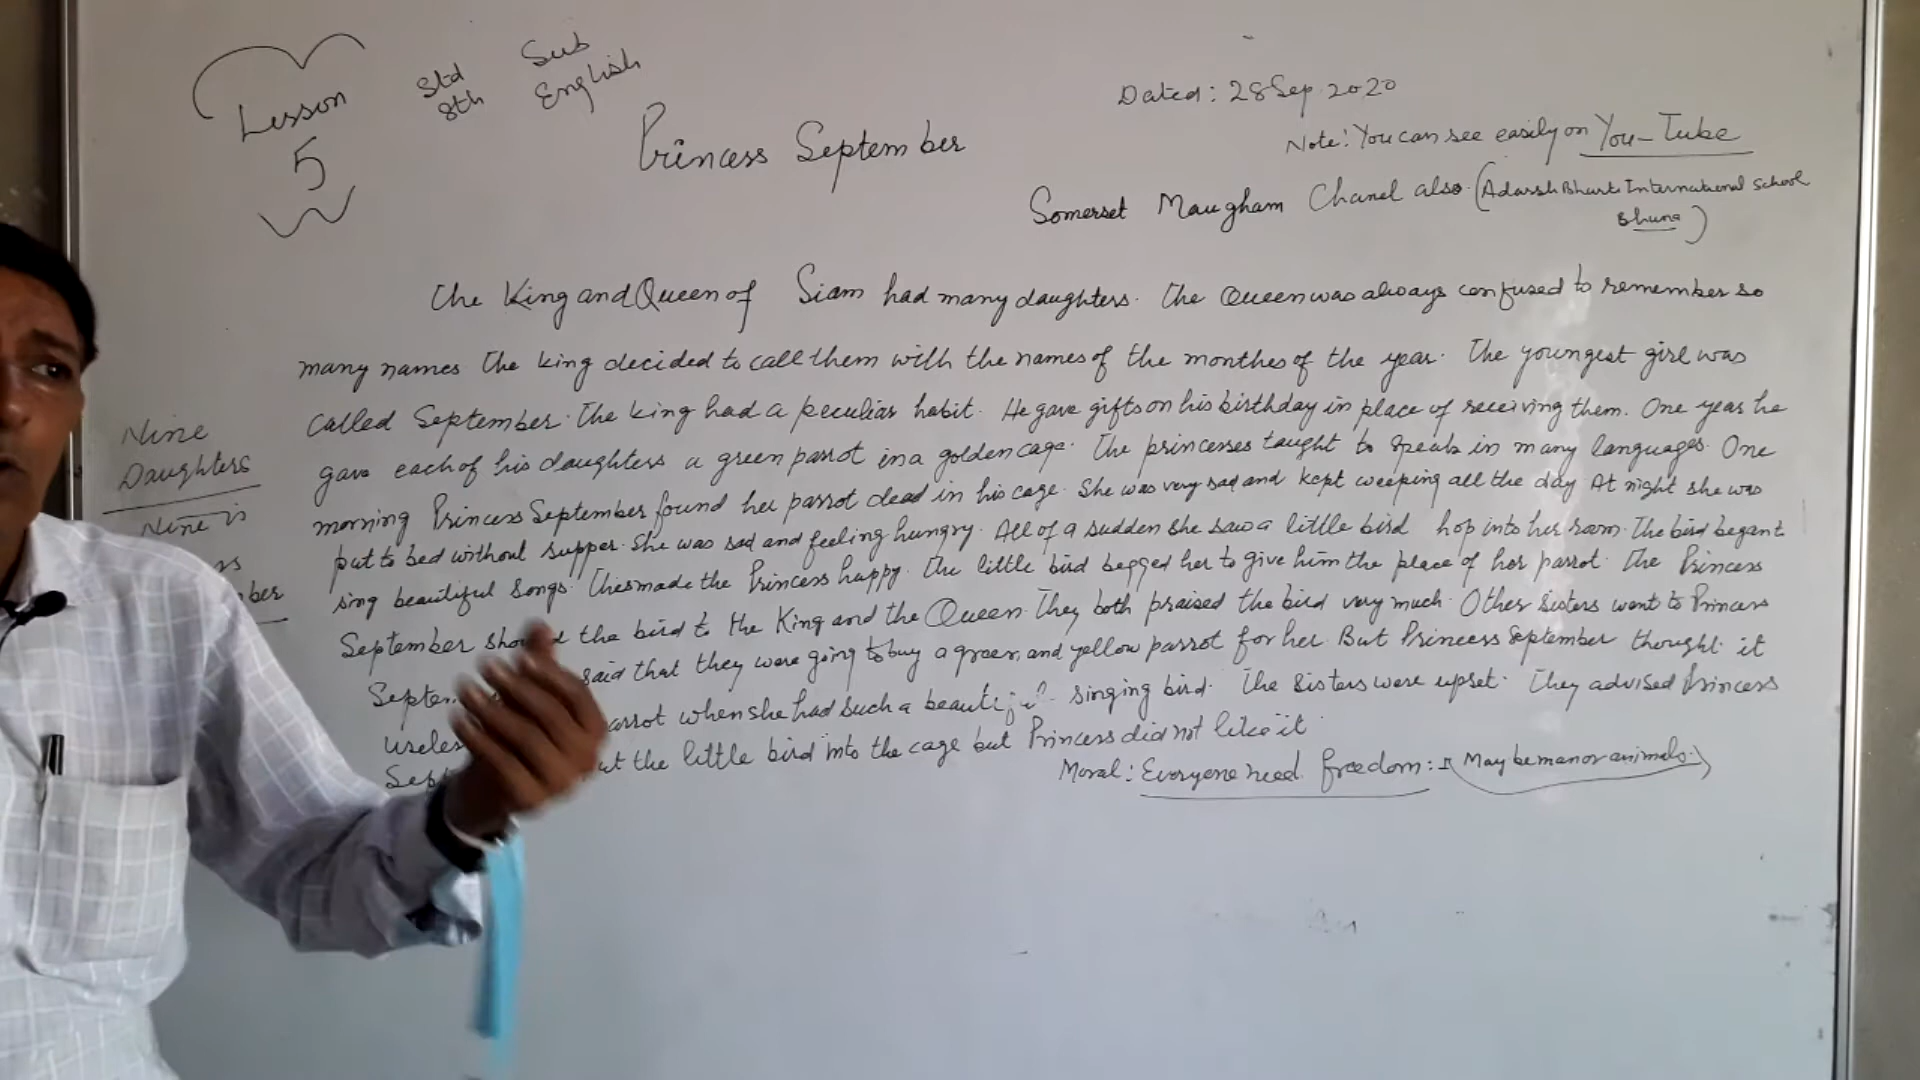 Lesson
5
Std
8th
Sub
English
Princess September
Dated: 28 Sep 2020
Note: You can see easily on You-Tube
Somerset Maugham Chanel also (Adarsh Bharti International School
Bhuna)
The King and Queen of Siam had many daughters. The Queen was always confused to remember so
many names The king decided to call them with the names of the monthes of the year. The youngest girl was
called September. The king had a peculiar habit. He gave gifts on his birthday in place of receiving them. One year he
gave each of his daughters a green parrot in a golden cage. The princesses taught to speak in many languages. One
morning Princess September found her parrot dead in his cage. She was very sad and kept weeping all the day At night she was
put to bed without supper. She was sad and feeling hungry. All of a sudden she saw a little bird hop into her room. The bird began t
sing beautiful songs. This made the Princess happy. The little bird begged her to give him the place of her parrot. The Princess
September the bird to the King and the Queen. They both praised the bird very much. Other sisters went to Princess
Septem said that they were going to buy a green and yellow parrot for her. But Princess September thought it
useles arrot when she had such a beautiful singing bird. The sisters were upset. They advised Princess
Sept ut the little bird into the cage but Princess did not like it.
Moral: Everyone need freedom:- (May be man or animals.)
Nine
Daughters
Nine is
ss
ber